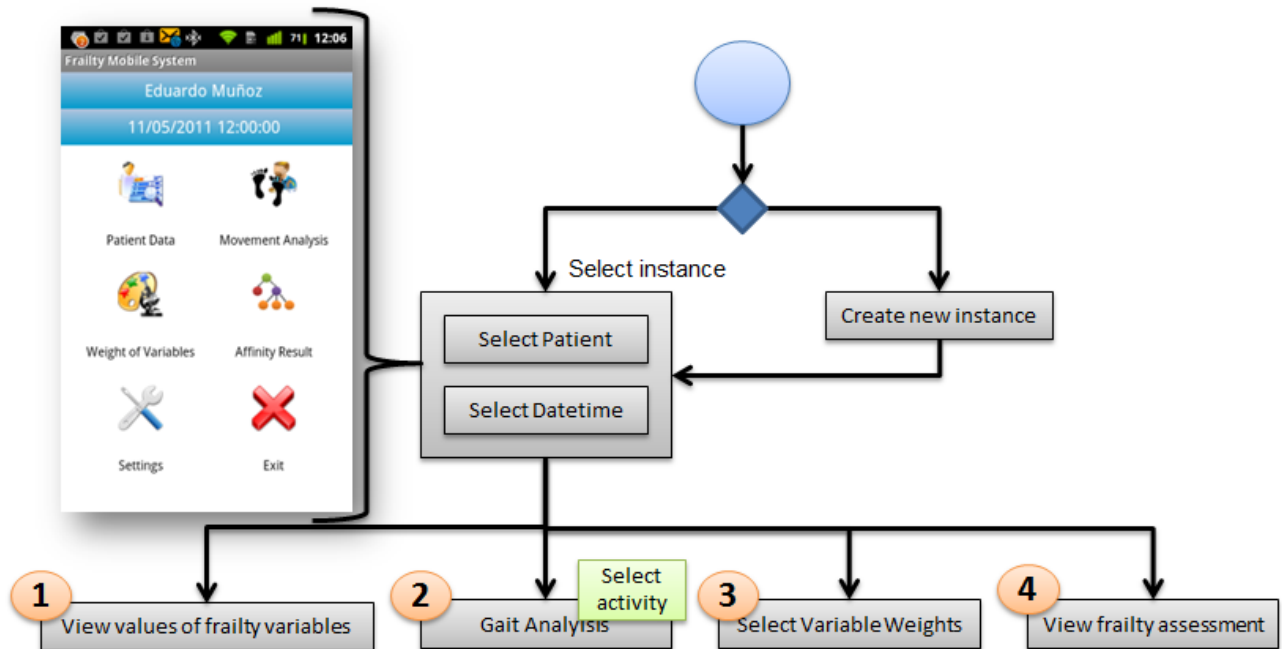 71 12:06
Frailty Mobile System
Eduardo Muñoz
11/05/2011 12:00:00
Patient Data
Movement Analysis
Weight of Variables
Affinity Result
Settings
Exit
Select instance
Select Patient
Select Datetime
Create new instance
1
View values of frailty variables
2
Select
activity
Gait Analyisis
3
Select Variable Weights
4
View frailty assessment